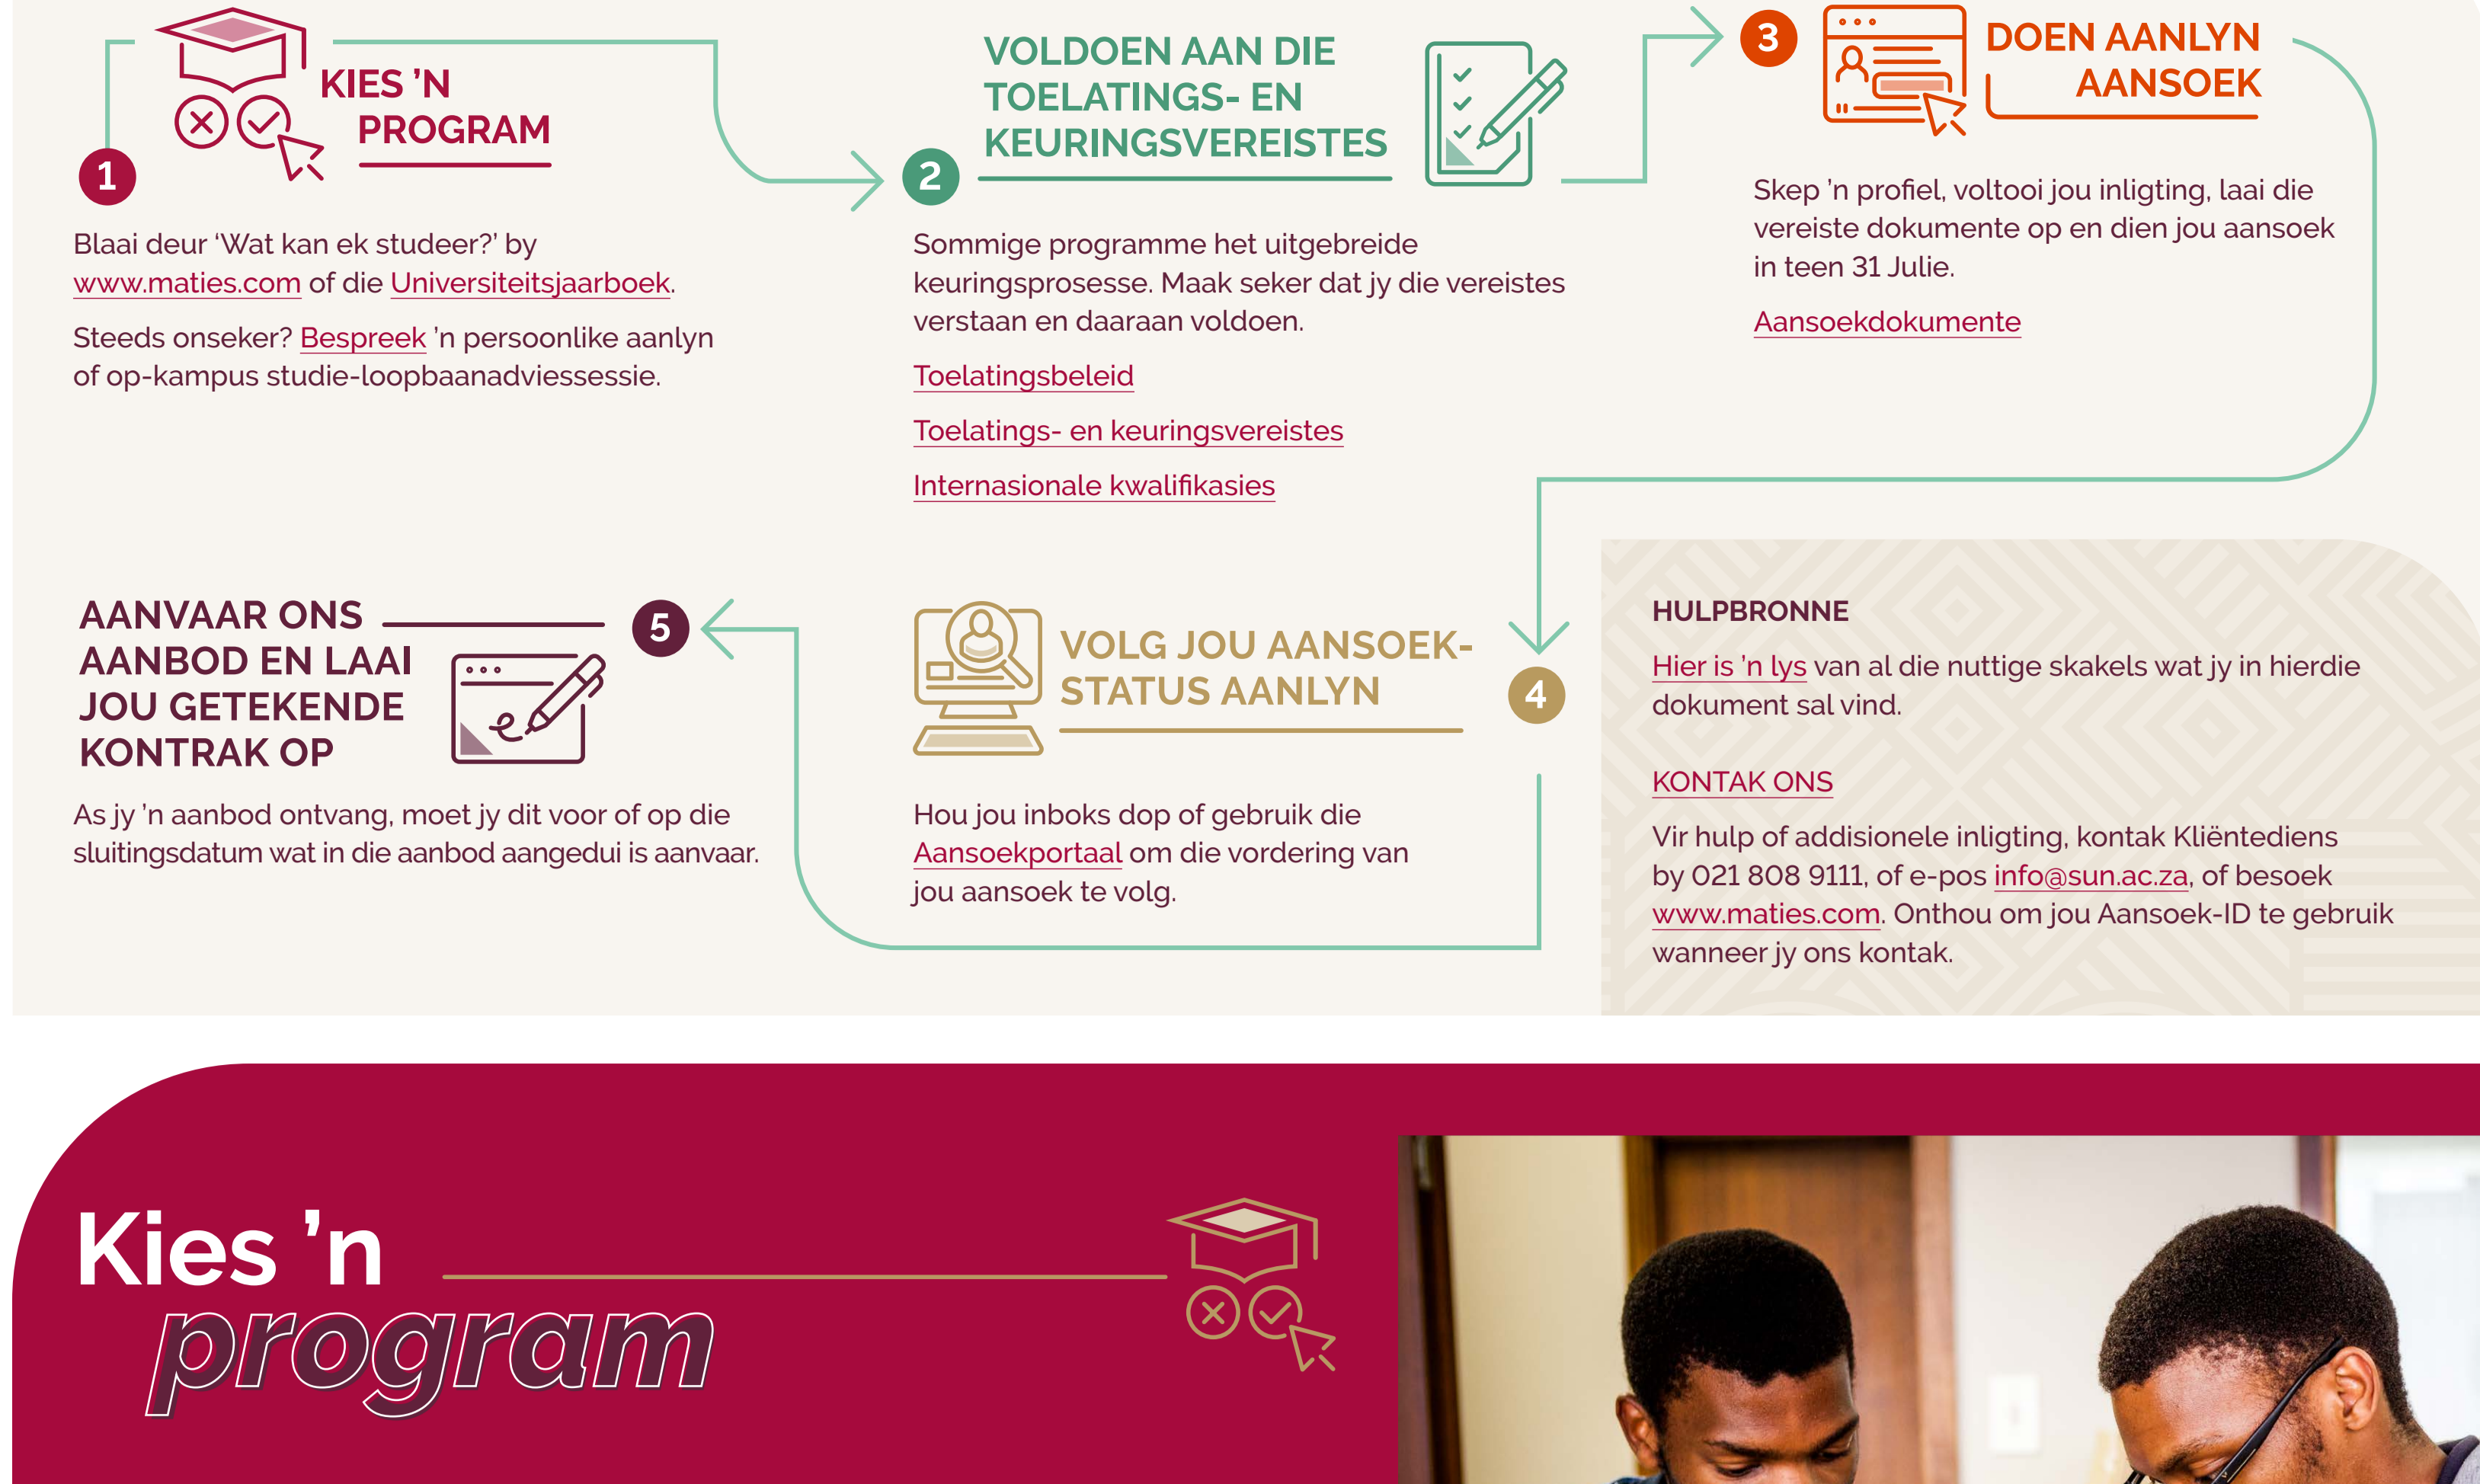 1
KIES ’N
PROGRAM
Blaai deur ‘Wat kan ek studeer?’ by
www.maties.com of die Universiteitsjaarboek.
Steeds onseker? Bespreek ’n persoonlike aanlyn
of op-kampus studie-loopbaanadviessessie.
2
VOLDOEN AAN DIE
TOELATINGS- EN
KEURINGSVEREISTES
Sommige programme het uitgebreide
keuringsprosesse. Maak seker dat jy die vereistes
verstaan en daaraan voldoen.
Toelatingsbeleid
Toelatings- en keuringsvereistes
Internasionale kwalifikasies
3
DOEN AANLYN
AANSOEK
Skep ’n profiel, voltooi jou inligting, laai die
vereiste dokumente op en dien jou aansoek
in teen 31 Julie.
Aansoekdokumente
4
VOLG JOU AANSOEK-
STATUS AANLYN
Hou jou inboks dop of gebruik die
Aansoekportaal om die vordering van
jou aansoek te volg.
5
AANVAAR ONS
AANBOD EN LAAI
JOU GETEKENDE
KONTRAK OP
As jy ’n aanbod ontvang, moet jy dit voor of op die
sluitingsdatum wat in die aanbod aangedui is aanvaar.
HULPBRONNE
Hier is ’n lys van al die nuttige skakels wat jy in hierdie
dokument sal vind.
KONTAK ONS
Vir hulp of addisionele inligting, kontak Kliëntediens
by 021 808 9111, of e-pos info@sun.ac.za, of besoek
www.maties.com. Onthou om jou Aansoek-ID te gebruik
wanneer jy ons kontak.
Kies ’n
program